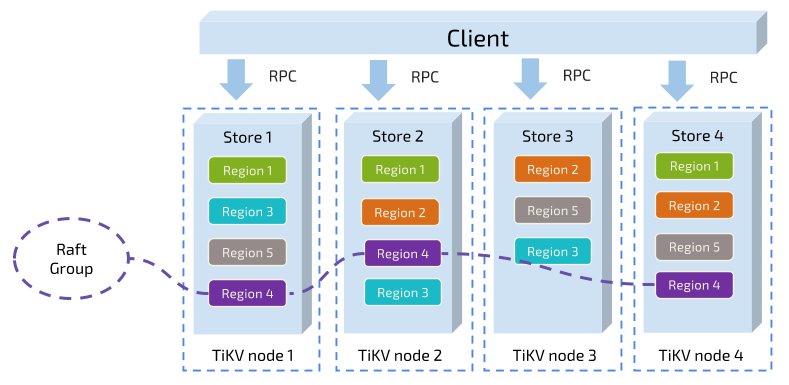 Client
RPC
RPC
RPC
RPC
Store 1
Region 1
Region 3
Region 5
Region 4
TiKV node 1
Store 2
Region 1
Region 2
Region 4
Region 3
TiKV node 2
Store 3
Region 2
Region 5
Region 3
TiKV node 3
Store 4
Region 1
Region 2
Region 5
Region 4
TiKV node 4
Raft
Group